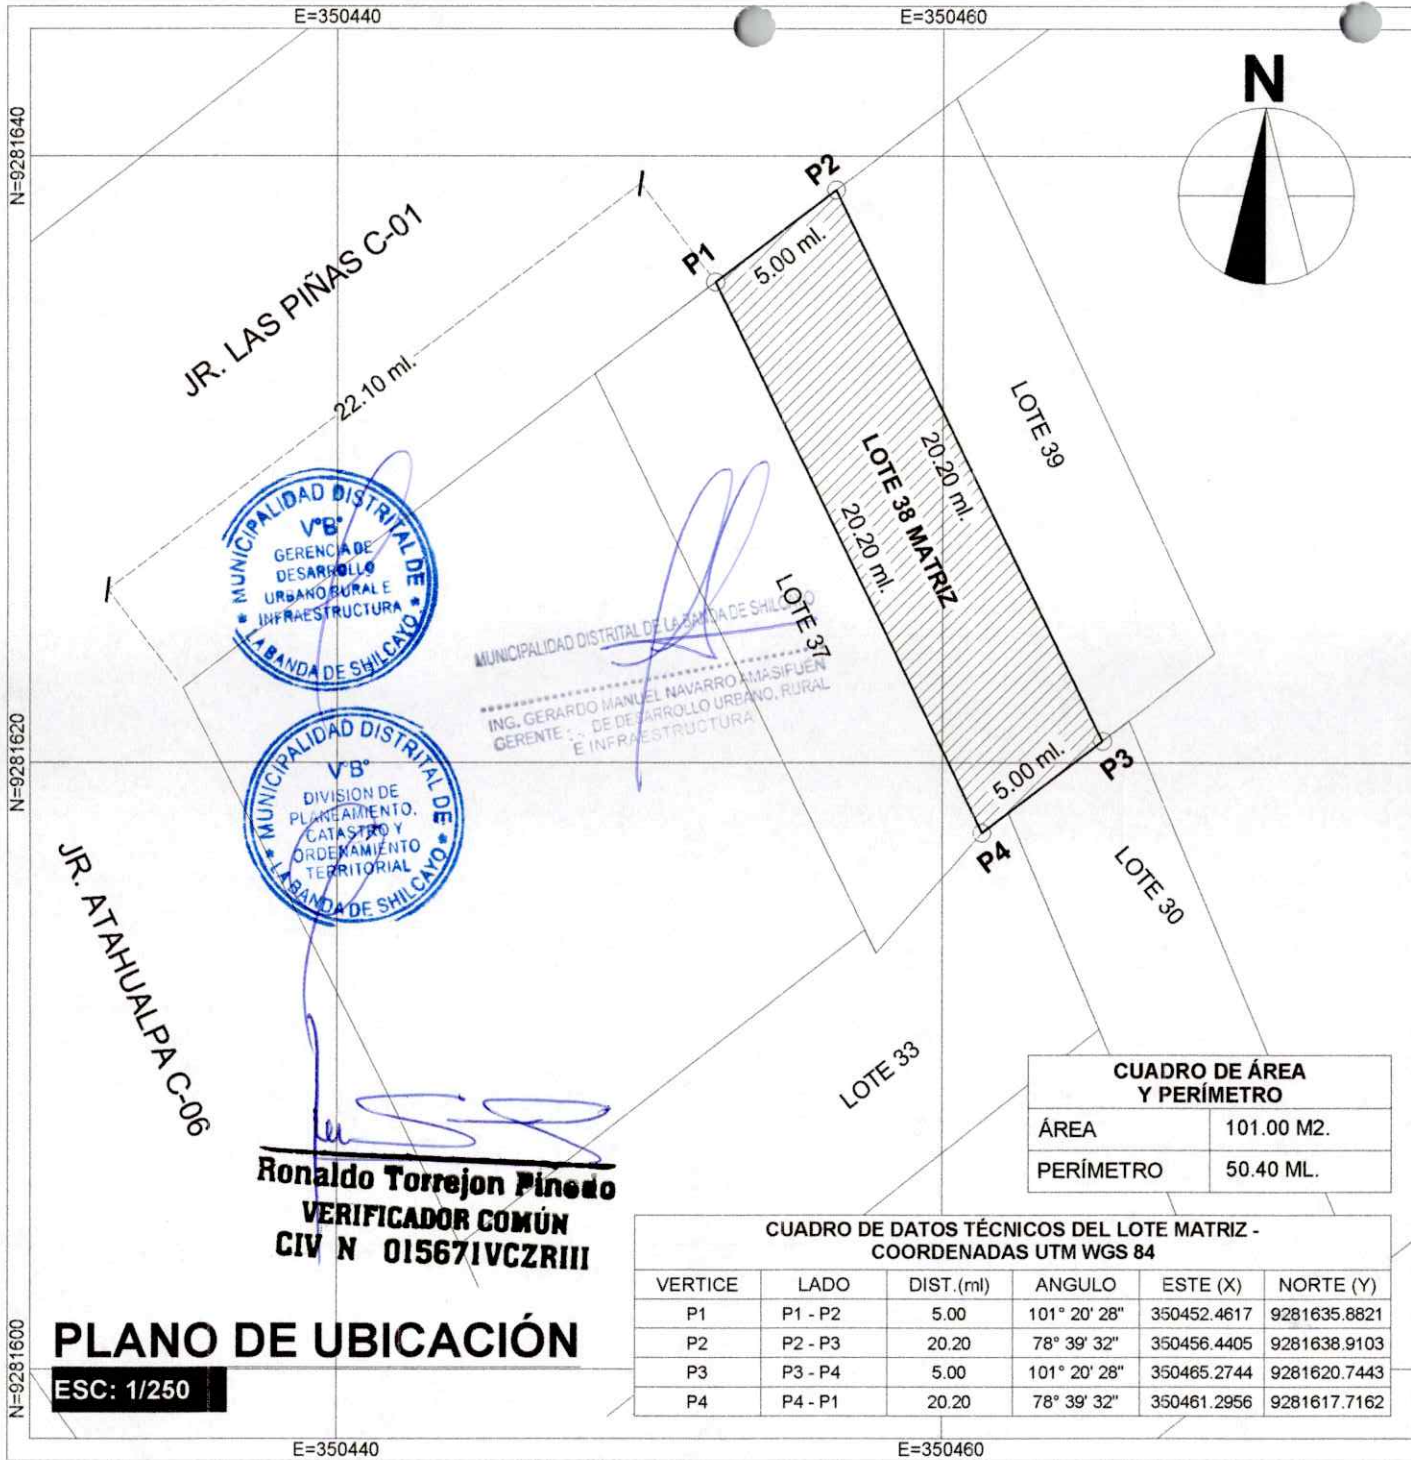 E=350440
E=350460
N=9281640
N=9281620
N=9281600
N
P1
P2
5.00 ml.
JR. LAS PIÑAS C-01
22.10 ml.
LOTE 39
LOTE 38 MATRIZ
20.20 ml.
20.20 ml.
LOTE 37
5.00 ml.
P3
P4
LOTE 30
LOTE 33
JR. ATAHUALPA C-06
MUNICIPALIDAD DISTRITAL DE
V°B°
GERENCIA DE
DESARROLLO
URBANO RURAL E
INFRAESTRUCTURA
LA BANDA DE SHILCAYO
MUNICIPALIDAD DISTRITAL DE LA BANDA DE SHILCAYO
ING. GERARDO MANUEL NAVARRO AMASIFUEN
GERENTE DE DESARROLLO URBANO, RURAL
E INFRAESTRUCTURA
MUNICIPALIDAD DISTRITAL DE
V°B°
DIVISION DE
PLANEAMIENTO,
CATASTRO Y
ORDENAMIENTO
TERRITORIAL
LA BANDA DE SHILCAYO
Ronaldo Torrejon Pinedo
VERIFICADOR COMÚN
CIV N 015671VCZRIII
CUADRO DE ÁREA
Y PERÍMETRO
ÁREA 101.00 M2.
PERÍMETRO 50.40 ML.
CUADRO DE DATOS TÉCNICOS DEL LOTE MATRIZ -
COORDENADAS UTM WGS 84
VERTICE LADO DIST.(ml) ANGULO ESTE (X) NORTE (Y)
P1 P1 - P2 5.00 101° 20' 28" 350452.4617 9281635.8821
P2 P2 - P3 20.20 78° 39' 32" 350456.4405 9281638.9103
P3 P3 - P4 5.00 101° 20' 28" 350465.2744 9281620.7443
P4 P4 - P1 20.20 78° 39' 32" 350461.2956 9281617.7162
PLANO DE UBICACIÓN
ESC: 1/250
E=350440
E=350460